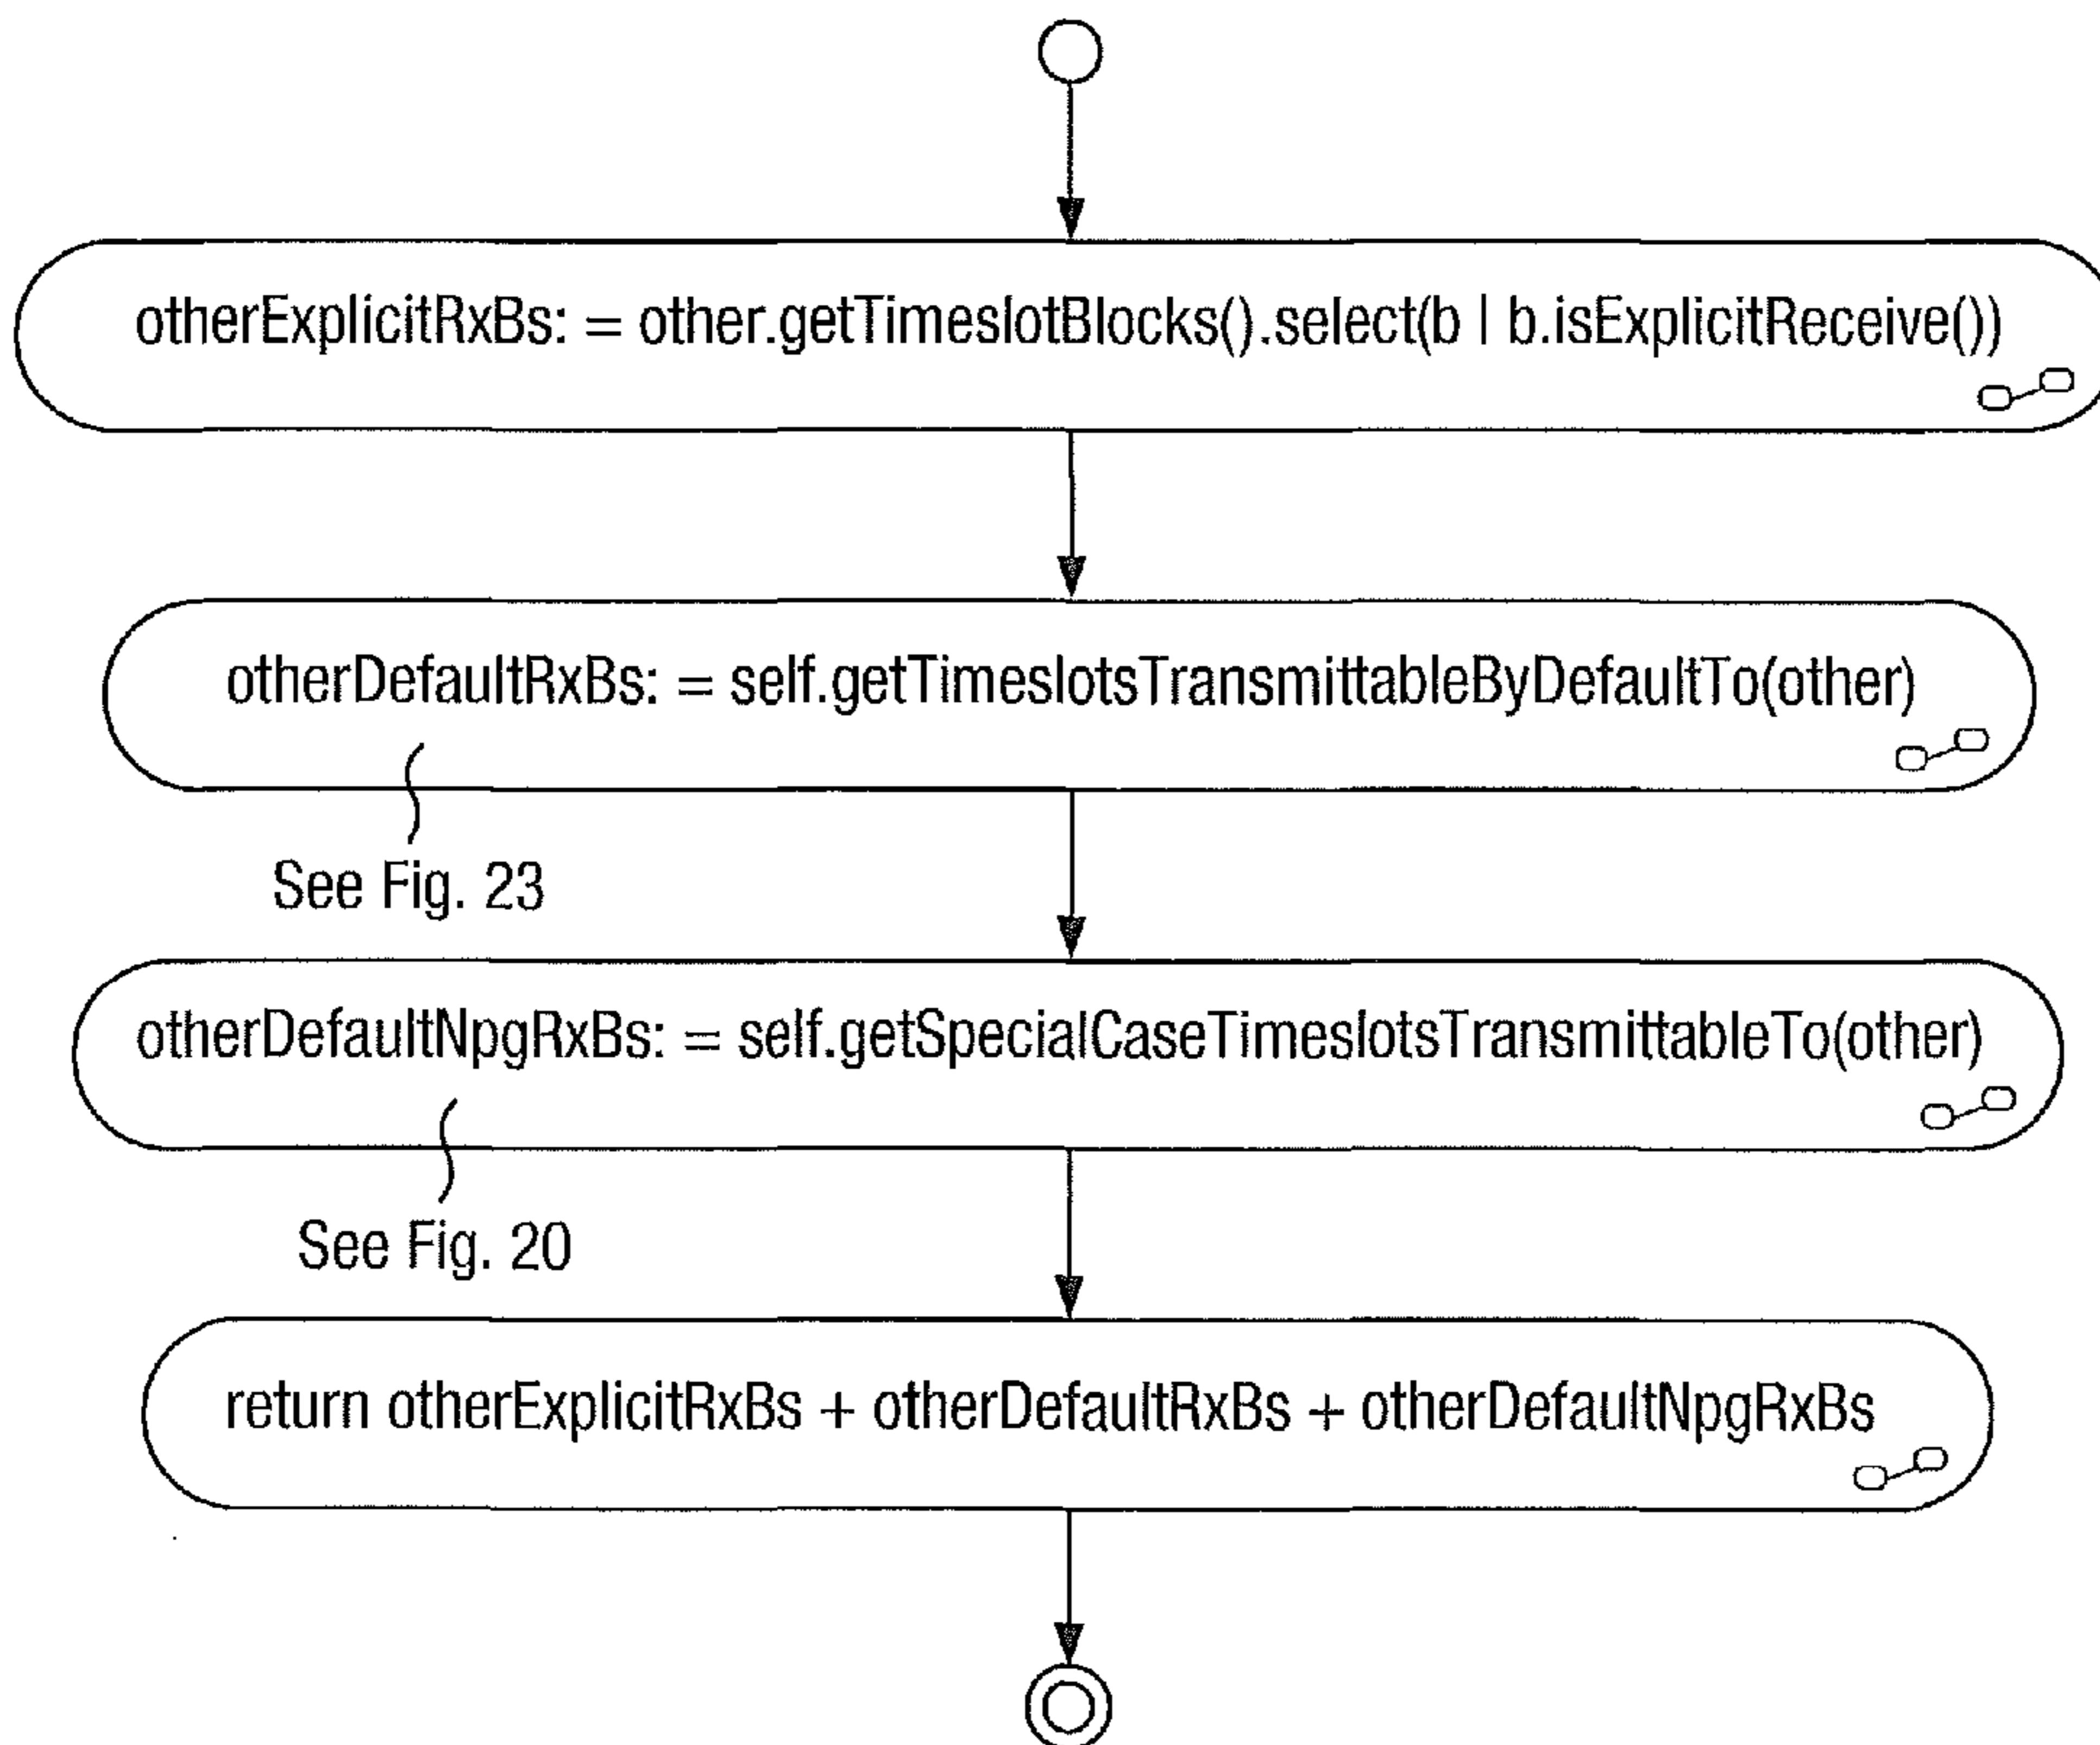 otherExplicitRxBs: = other.getTimeslotBlocks().select(b | b.isExplicitReceive())
otherDefaultRxBs: = self.getTimeslotsTransmittableByDefaultTo(other)
See Fig. 23
otherDefaultNpgRxBs: = self.getSpecialCaseTimeslotsTransmittableTo(other)
See Fig. 20
return otherExplicitRxBs + otherDefaultRxBs + otherDefaultNpgRxBs